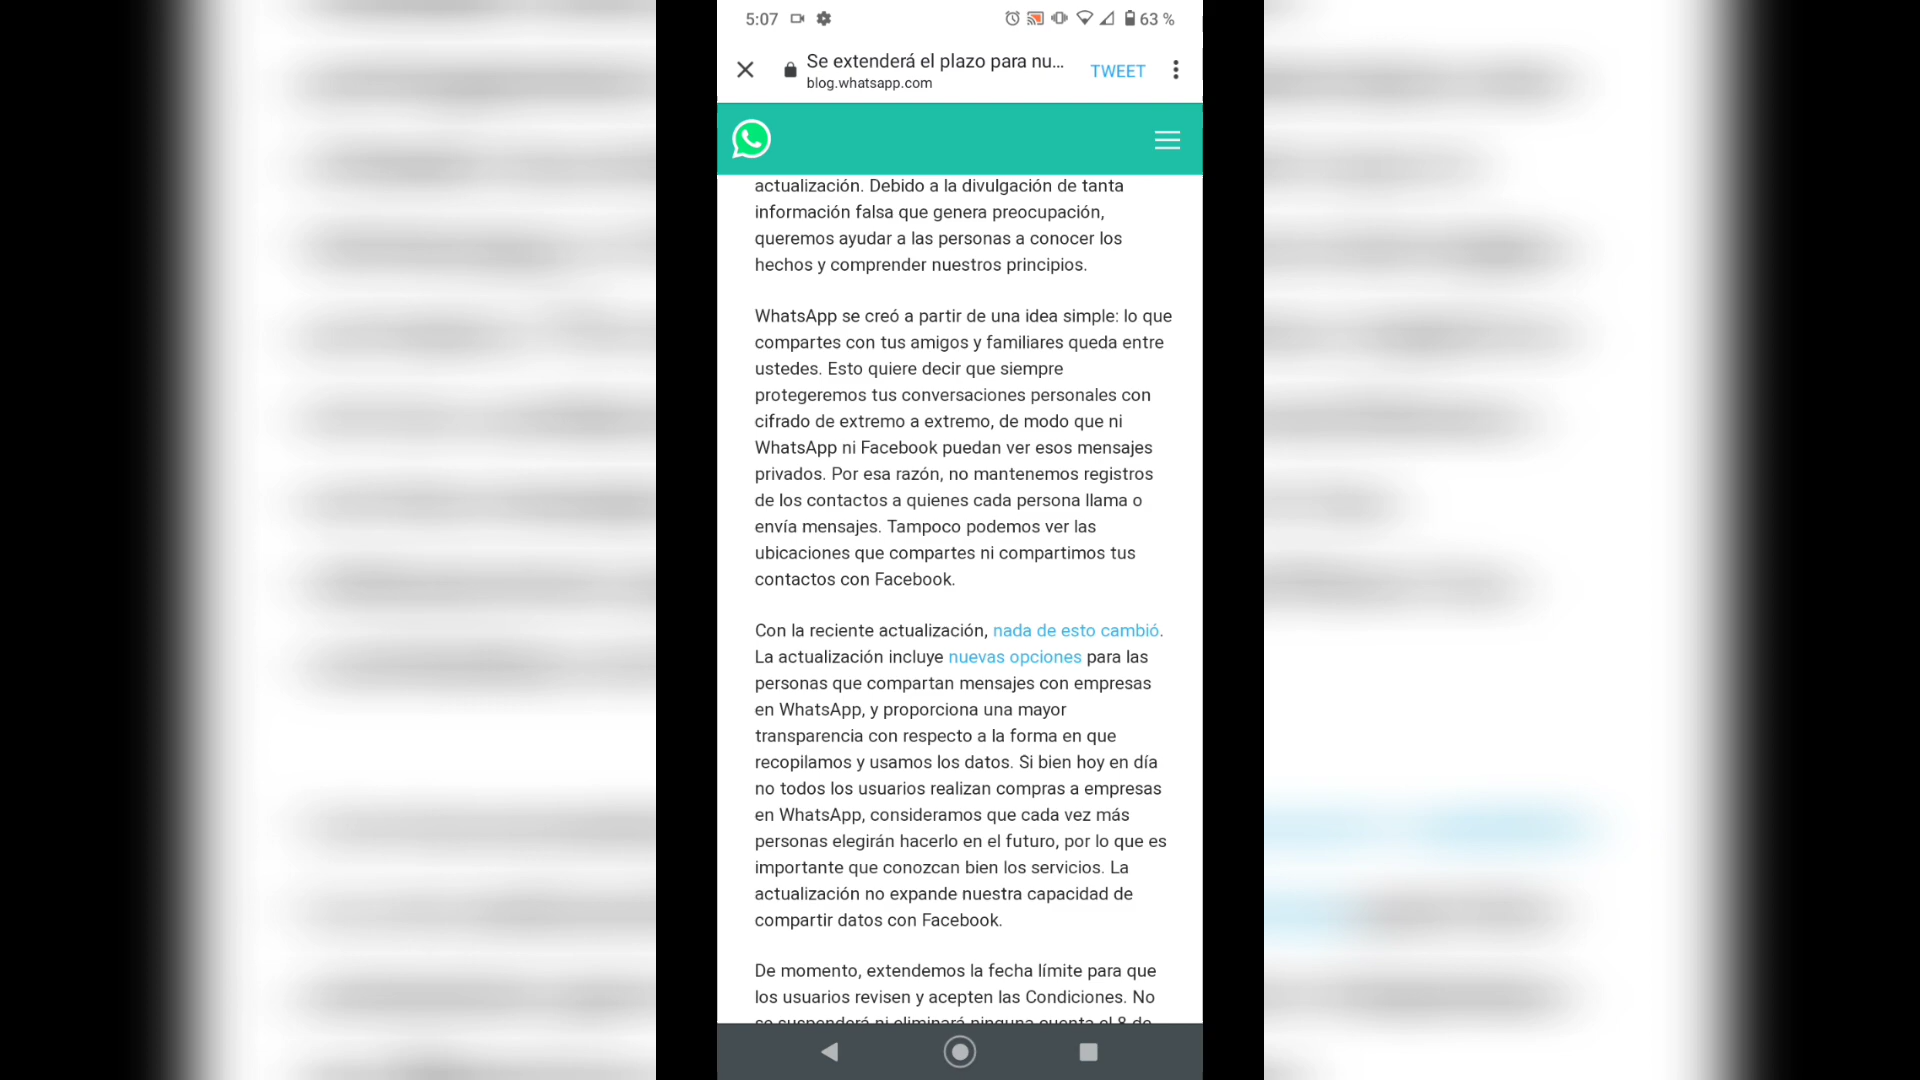 5:07
63 %
Se extenderá el plazo para nu...
TWEET
blog.whatsapp.com
actualización. Debido a la divulgación de tanta
información falsa que genera preocupación,
queremos ayudar a las personas a conocer los
hechos y comprender nuestros principios.
WhatsApp se creó a partir de una idea simple: lo que
compartes con tus amigos y familiares queda entre
ustedes. Esto quiere decir que siempre
protegeremos tus conversaciones personales con
cifrado de extremo a extremo, de modo que ni
WhatsApp ni Facebook puedan ver esos mensajes
privados. Por esa razón, no mantenemos registros
de los contactos a quienes cada persona llama o
envía mensajes. Tampoco podemos ver las
ubicaciones que compartes ni compartimos tus
contactos con Facebook.
Con la reciente actualización, nada de esto cambió.
La actualización incluye nuevas opciones para las
personas que compartan mensajes con empresas
en WhatsApp, y proporciona una mayor
transparencia con respecto a la forma en que
recopilamos y usamos los datos. Si bien hoy en día
no todos los usuarios realizan compras a empresas
en WhatsApp, consideramos que cada vez más
personas elegirán hacerlo en el futuro, por lo que es
importante que conozcan bien los servicios. La
actualización no expande nuestra capacidad de
compartir datos con Facebook.
De momento, extendemos la fecha límite para que
los usuarios revisen y acepten las Condiciones. No
se suspenderá ni eliminará ninguna cuenta el 8 de